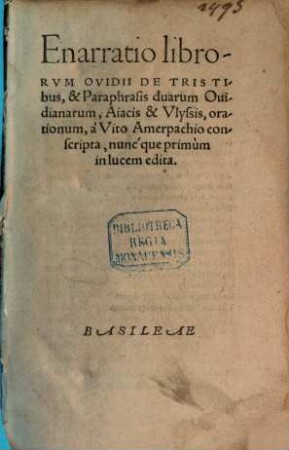 1495
Enarratio libro-
RVM OVIDII DE TRISTI
bus, & Paraphrasis duarum Oui
dianarum, Aiacis & Vlyssis, ora-
tionum, à Vito Amerpachio con
scripta, nunc´que primùm
in lucem edita.
BIBLIOTHECA
REGIA
MONACENSIS.
BASILEAE